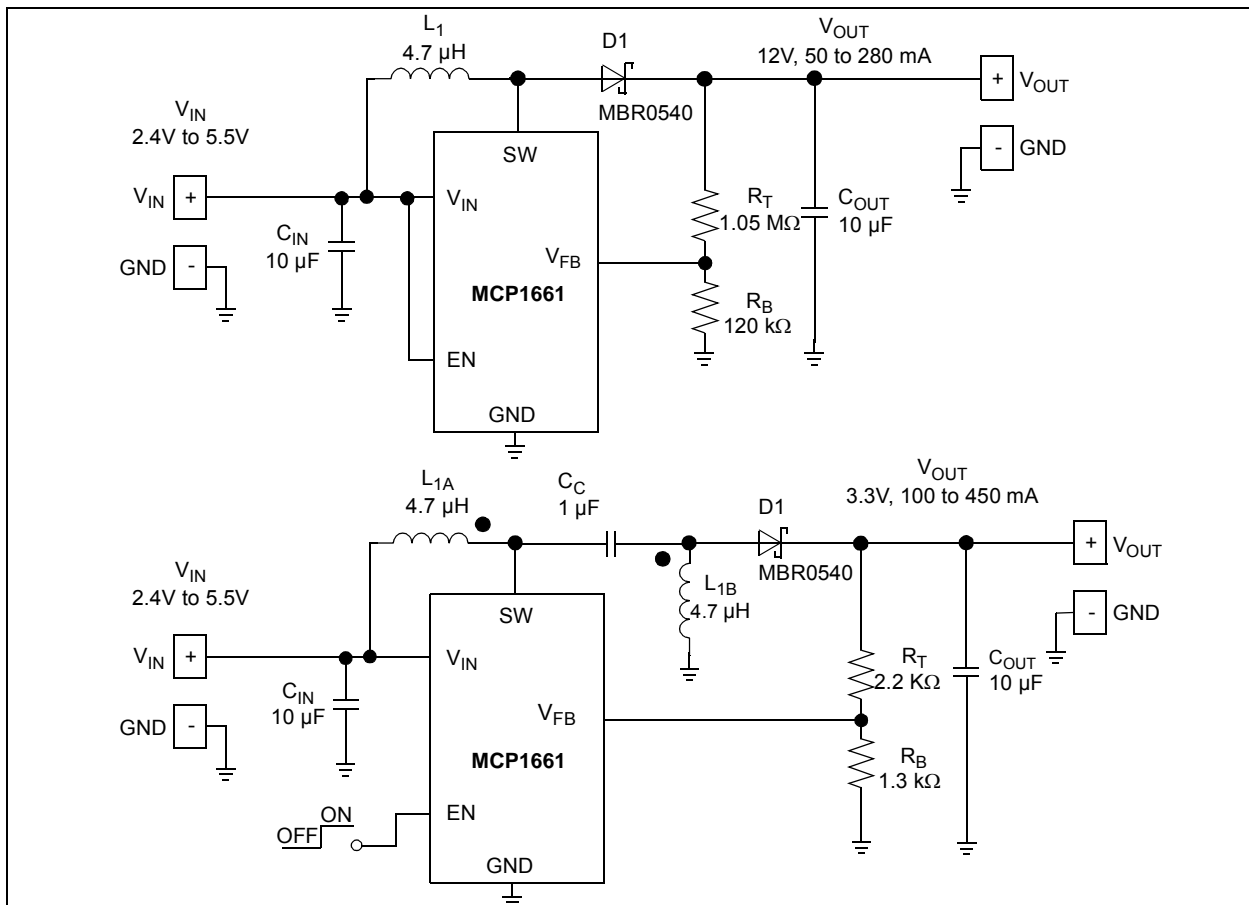 L1
4.7 µH
D1
MBR0540
VOUT
12V, 50 to 280 mA
+
VOUT
-
GND
VIN
2.4V to 5.5V
VIN
+
GND
-
CIN
10 µF
SW
VIN
VFB
MCP1661
EN
GND
RT
1.05 MΩ
RB
120 kΩ
COUT
10 µF
L1A
4.7 µH
CC
1 µF
L1B
4.7 µH
D1
MBR0540
VOUT
3.3V, 100 to 450 mA
+
VOUT
-
GND
VIN
2.4V to 5.5V
VIN
+
GND
-
CIN
10 µF
SW
VIN
VFB
MCP1661
EN
GND
ON
OFF
RT
2.2 KΩ
RB
1.3 kΩ
COUT
10 µF